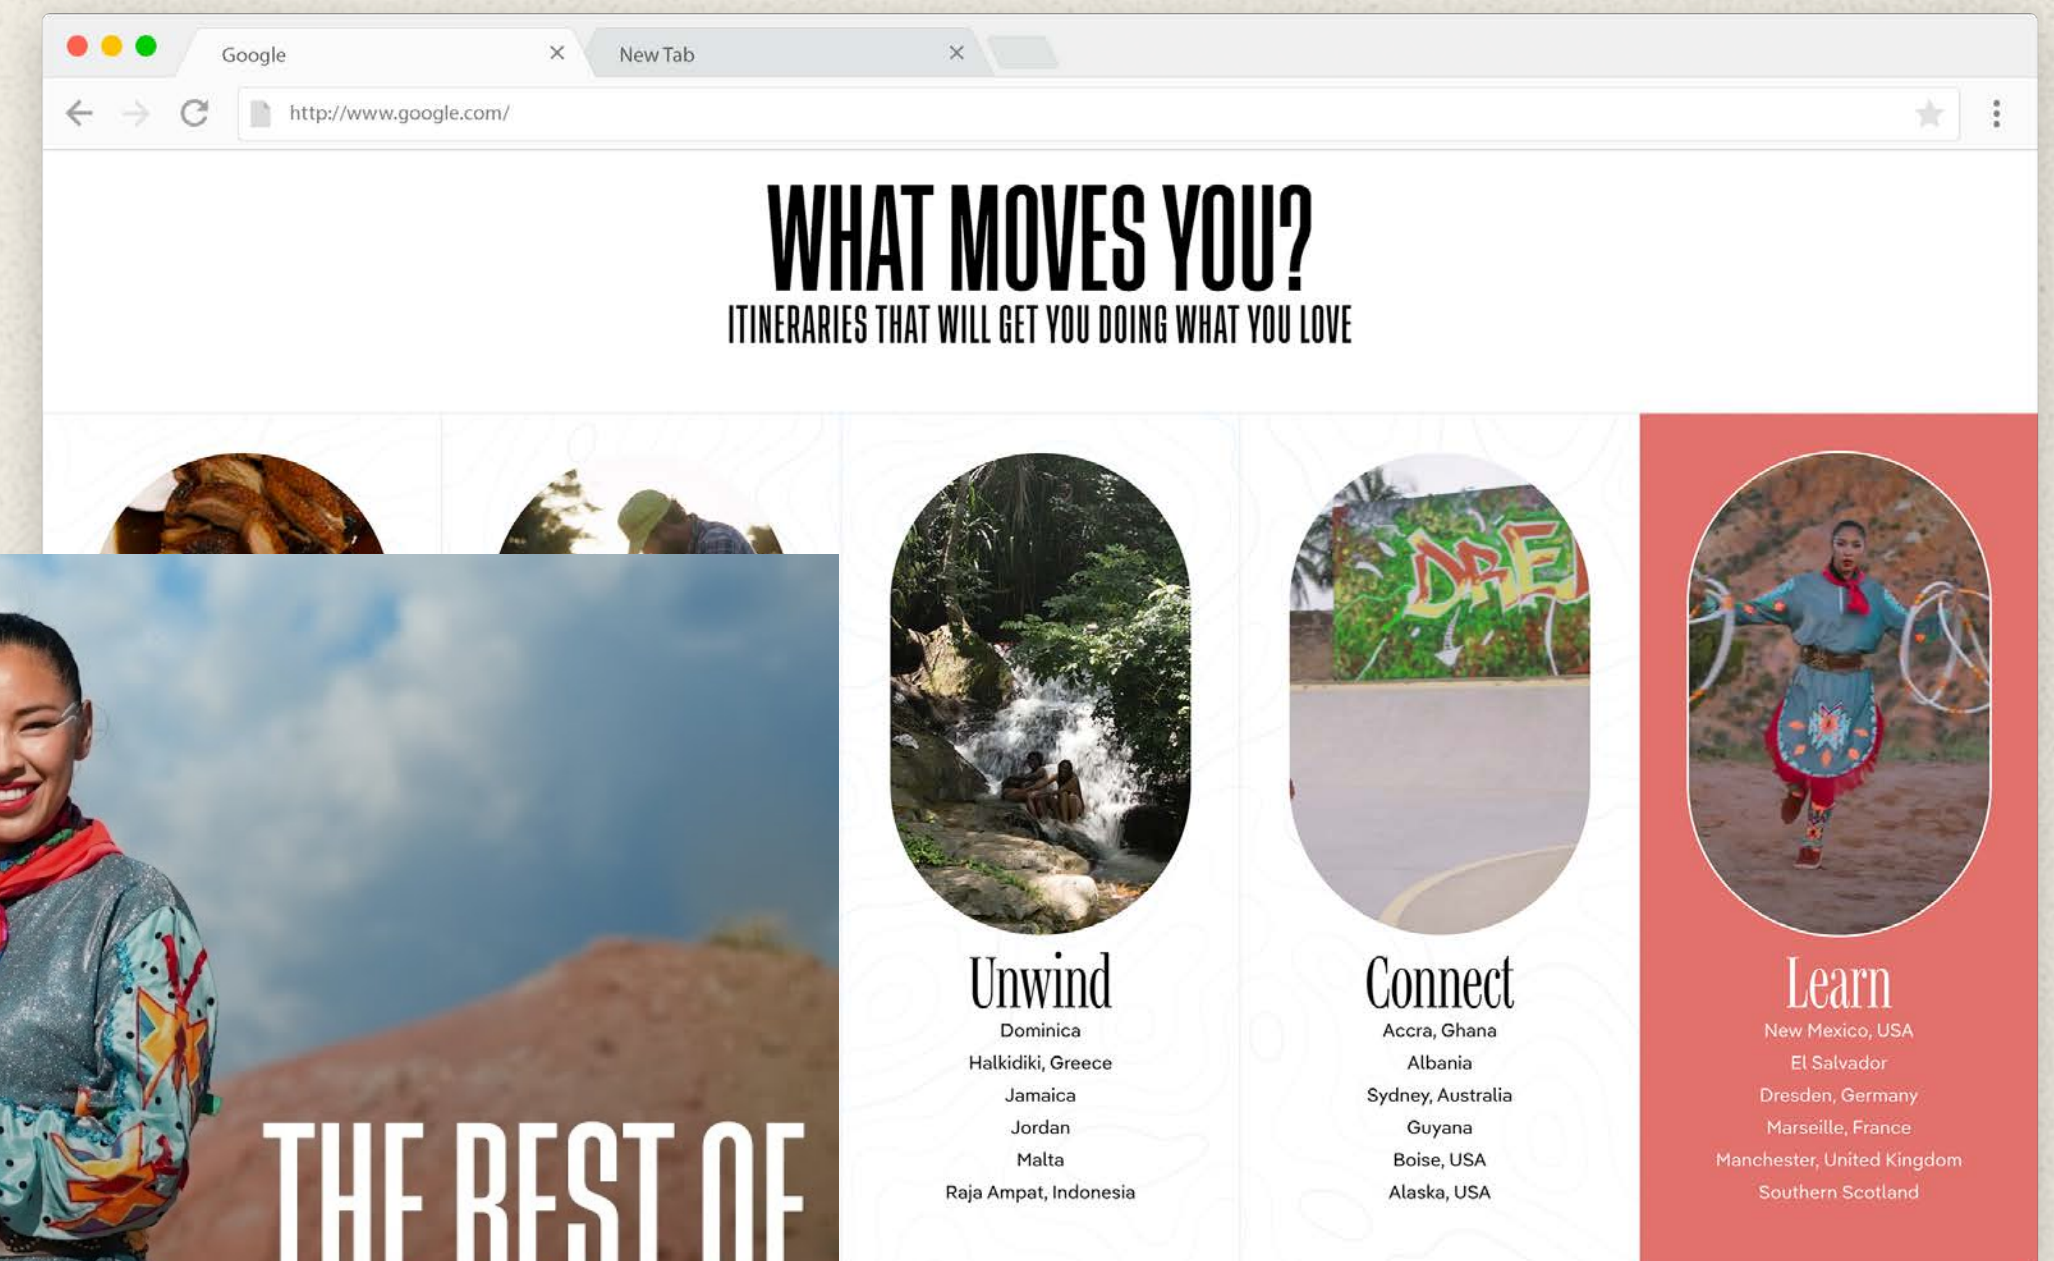 Google
New Tab
http://www.google.com/
WHAT MOVES YOU?
ITINERARIES THAT WILL GET YOU DOING WHAT YOU LOVE
DRE
Unwind
Dominica
Halkidiki, Greece
Jamaica
Jordan
Malta
Raja Ampat, Indonesia
Connect
Accra, Ghana
Albania
Sydney, Australia
Guyana
Boise, USA
Alaska, USA
Learn
New Mexico, USA
El Salvador
Dresden, Germany
Marseille, France
Manchester, United Kingdom
Southern Scotland
THE BEST OF